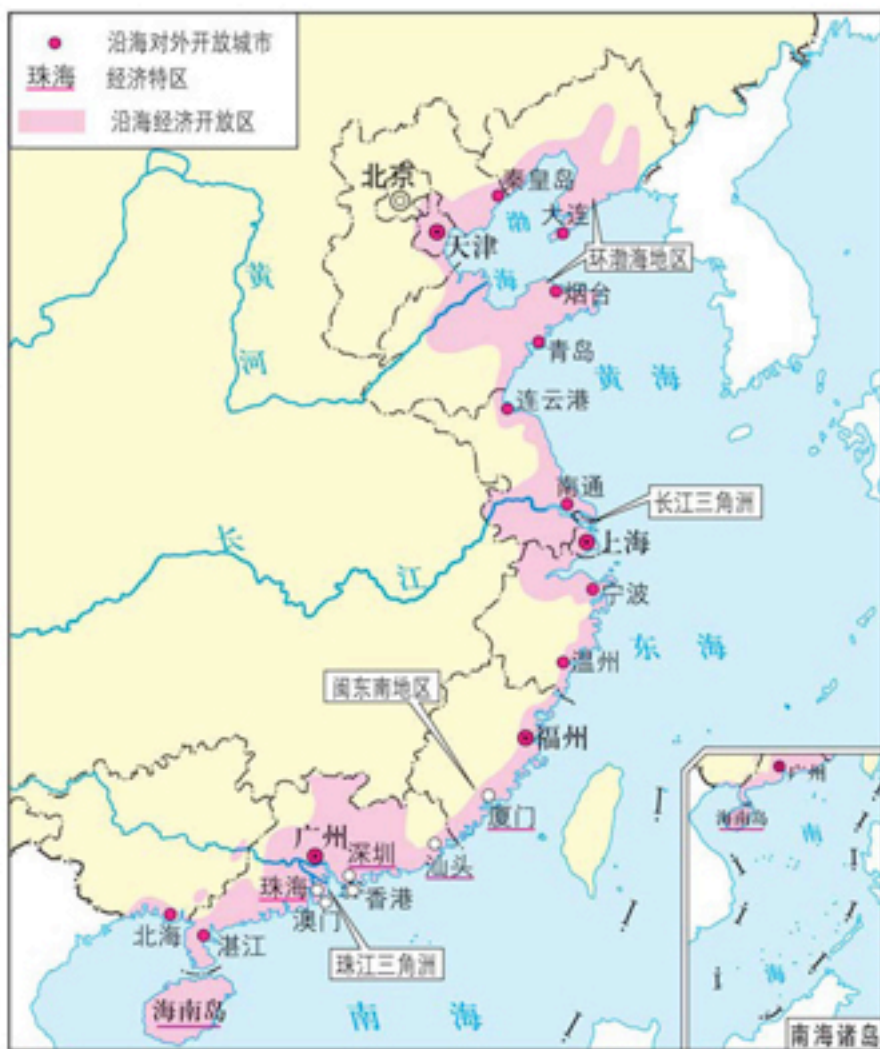 沿海对外开放城市
珠海 经济特区
沿海经济开放区
北京
秦皇岛
天津
大连
渤
海
环渤海地区
烟台
黄
河
青岛
黄 海
连云港
南通
长江三角洲
上海
长
江
宁波
东 海
温州
闽东南地区
福州
厦门
广州
深圳
汕头
珠海
香港
澳门
北海
湛江
珠江三角洲
海南岛
南 海
广州
海南岛
南
海
南海诸岛